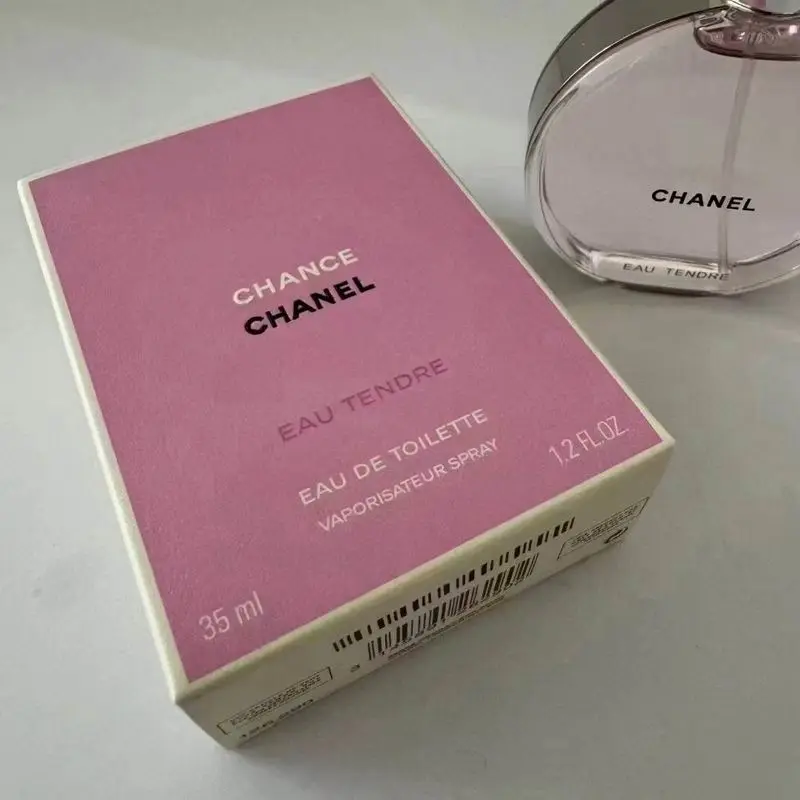 CHANCE
CHANEL
EAU TENDRE
EAU DE TOILETTE
VAPORISATEUR SPRAY
35 ml
1.2 FL.OZ.
CHANEL
EAU TENDRE